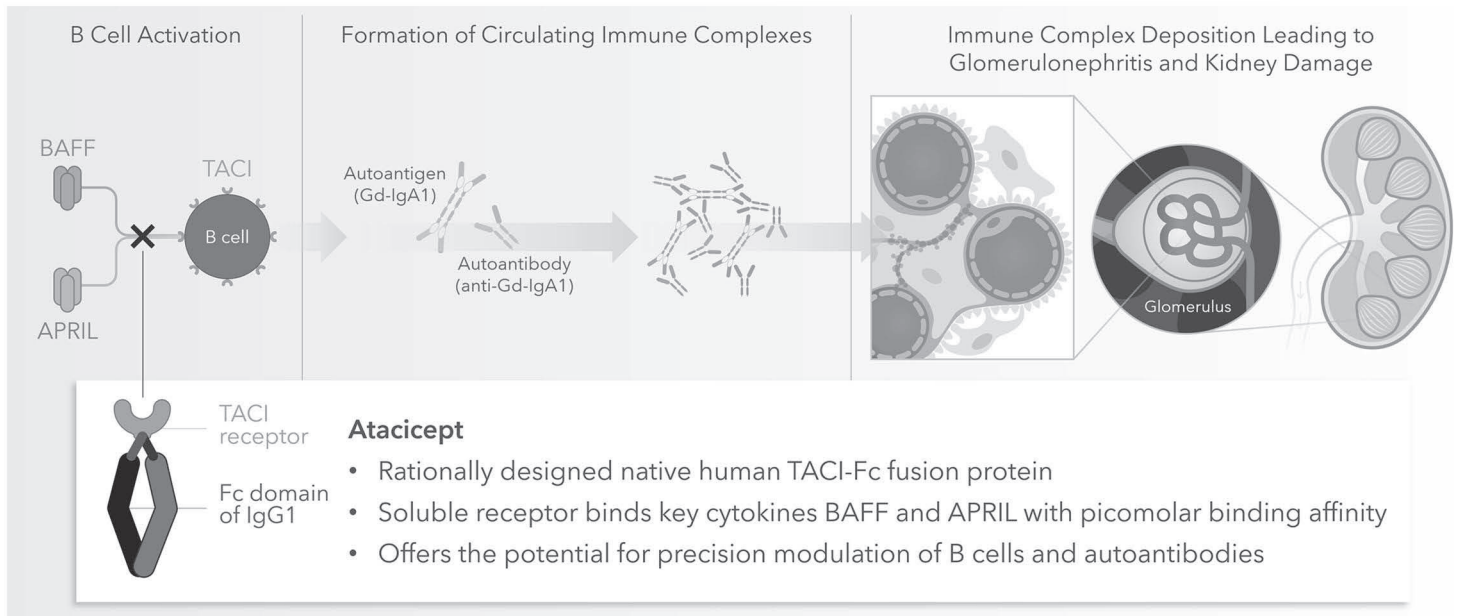 B Cell Activation
Formation of Circulating Immune Complexes
Immune Complex Deposition Leading to
Glomerulonephritis and Kidney Damage
BAFF
TACI
B cell
APRIL
Autoantigen
(Gd-IgA1)
Autoantibody
(anti-Gd-IgA1)
Glomerulus
TACI
receptor
Fc domain
of IgG1
Atacicept
• Rationally designed native human TACI-Fc fusion protein
• Soluble receptor binds key cytokines BAFF and APRIL with picomolar binding affinity
• Offers the potential for precision modulation of B cells and autoantibodies